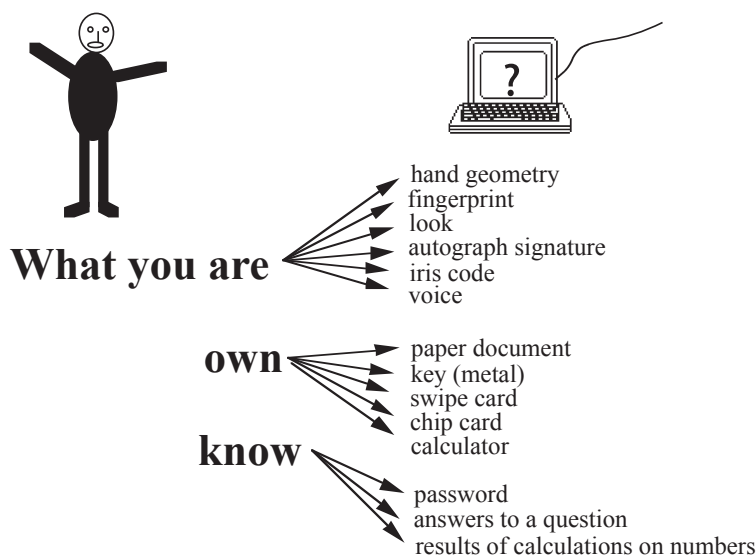 ?
hand geometry
fingerprint
look
autograph signature
iris code
voice
What you are
paper document
key (metal)
swipe card
chip card
calculator
own
password
answers to a question
results of calculations on numbers
know